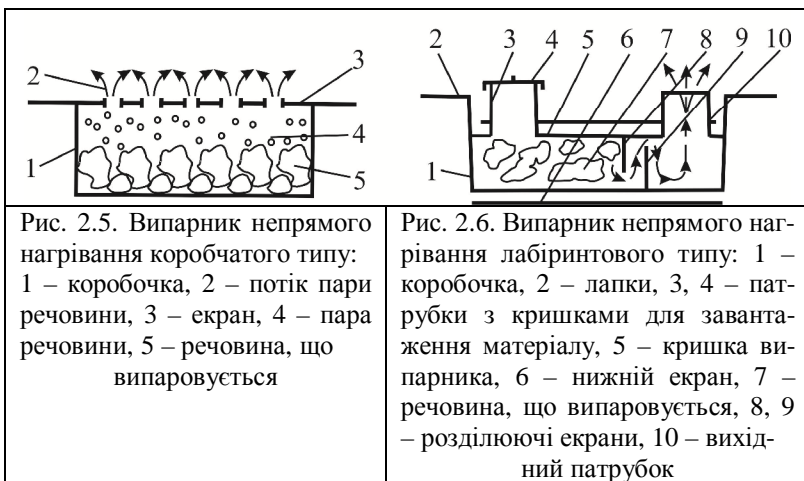 2
3
4
1
5
2
3
4
5
6
7
8
9
10
1
Рис. 2.5. Випарник непрямого
нагрівання коробчатого типу:
1 – коробочка, 2 – потік пари
речовини, 3 – екран, 4 – пара
речовини, 5 – речовина, що
випаровується
Рис. 2.6. Випарник непрямого наг-
рівання лабіринтового типу: 1 –
коробочка, 2 – лапки, 3, 4 – пат-
рубки з кришками для заванта-
ження матеріалу, 5 – кришка ви-
парника, 6 – нижній екран, 7 –
речовина, що випаровується, 8, 9
– розділюючі екрани, 10 – вихід-
ний патрубок